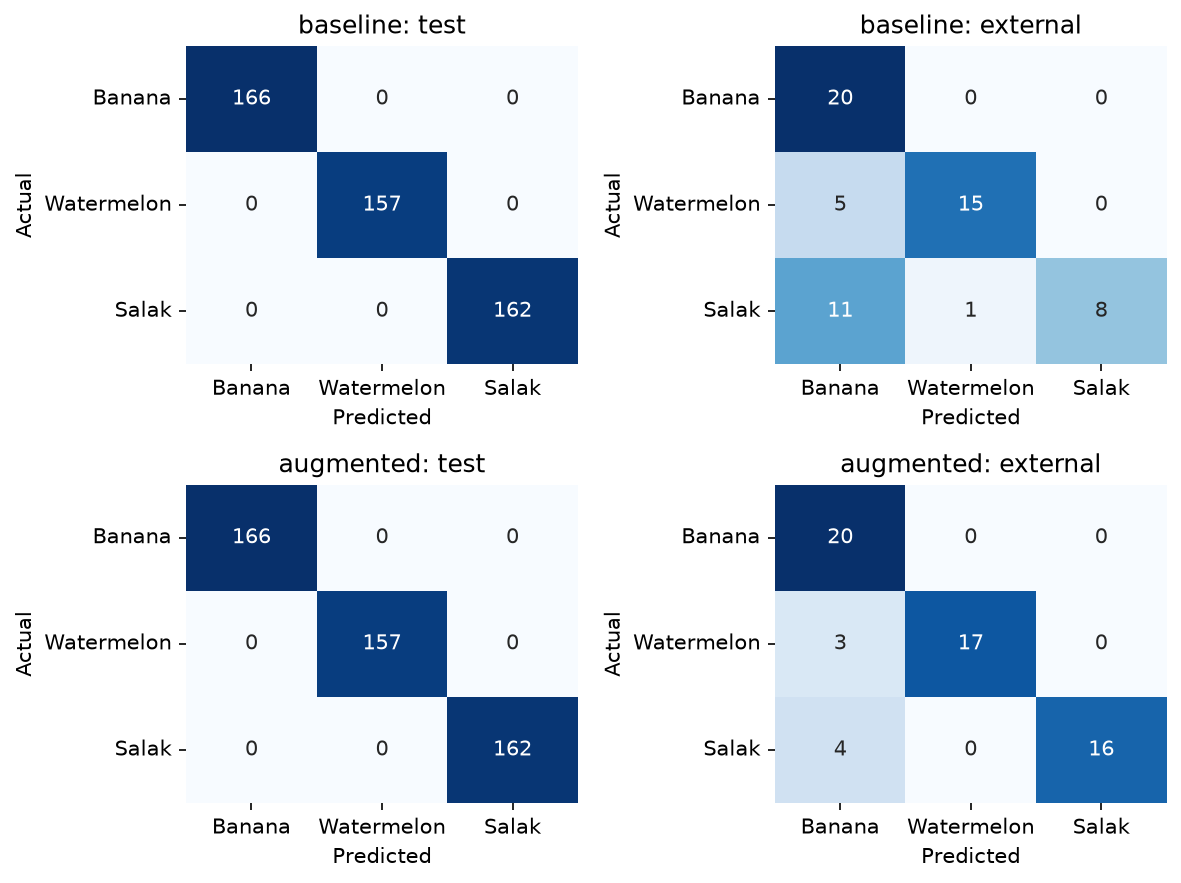 baseline: test
Actual
Banana 166 0 0
Watermelon 0 157 0
Salak 0 0 162
Banana Watermelon Salak
Predicted
baseline: external
Actual
Banana 20 0 0
Watermelon 5 15 0
Salak 11 1 8
Banana Watermelon Salak
Predicted
augmented: test
Actual
Banana 166 0 0
Watermelon 0 157 0
Salak 0 0 162
Banana Watermelon Salak
Predicted
augmented: external
Actual
Banana 20 0 0
Watermelon 3 17 0
Salak 4 0 16
Banana Watermelon Salak
Predicted